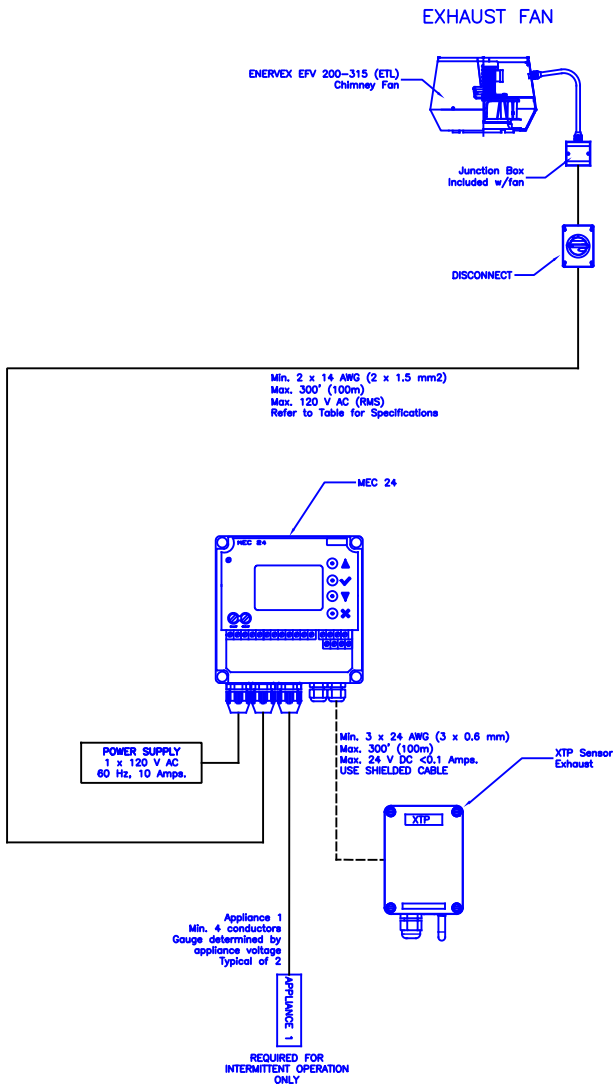 EXHAUST FAN
ENERVEX EFV 200-315 (ETL)
Chimney Fan
Junction Box
Included w/fan
DISCONNECT
Min. 2 x 14 AWG (2 x 1.5 mm2)
Max. 300' (100m)
Max. 120 V AC (RMS)
Refer to Table for Specifications
MEC 24
MEC 24
POWER SUPPLY
1 x 120 V AC
60 Hz, 10 Amps.
Min. 3 x 24 AWG (3 x 0.6 mm)
Max. 300' (100m)
Max. 24 V DC <0.1 Amps.
USE SHIELDED CABLE
XTP Sensor
Exhaust
XTP
Appliance 1
Min. 4 conductors
Gauge determined by
appliance voltage
Typical of 2
APPLIANCE 1
REQUIRED FOR
INTERMITTENT OPERATION
ONLY